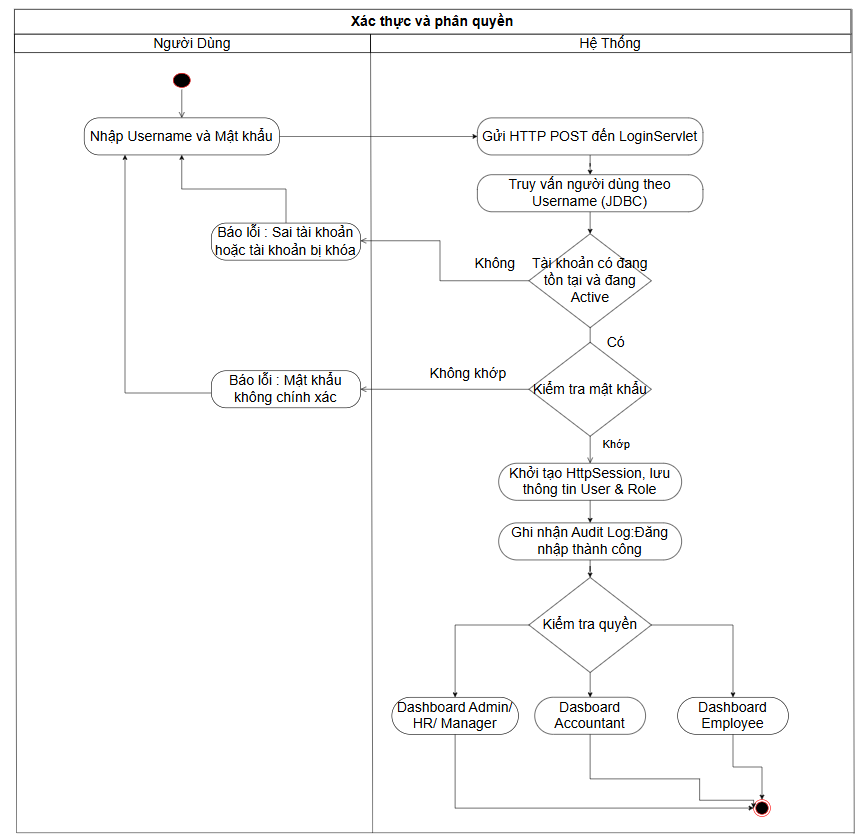 Xác thực và phân quyền
Người Dùng
Hệ Thống
Nhập Username và Mật khẩu
Gửi HTTP POST đến LoginServlet
Truy vấn người dùng theo
Username (JDBC)
Báo lỗi : Sai tài khoản
hoặc tài khoản bị khóa
Không
Tài khoản có đang
tồn tại và đang
Active
Có
Không khớp
Báo lỗi : Mật khẩu
không chính xác
Kiểm tra mật khẩu
Khớp
Khởi tạo HttpSession, lưu
thông tin User & Role
Ghi nhận Audit Log:Đăng
nhập thành công
Kiểm tra quyền
Dashboard Admin/
HR/ Manager
Dasboard
Accountant
Dashboard
Employee